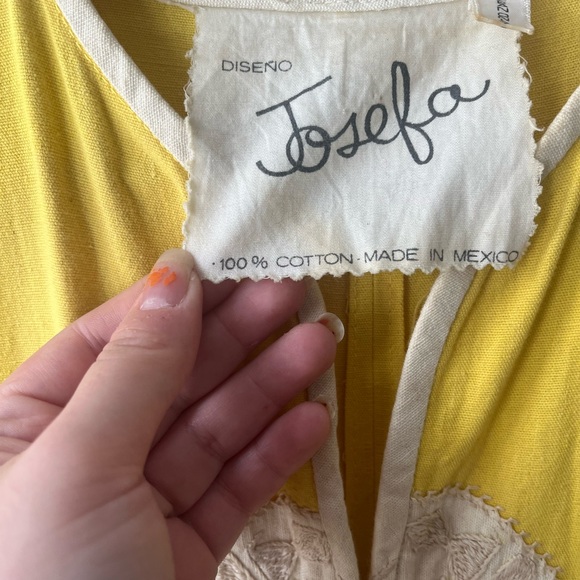 DISEÑO
Josefa
· 100 % COTTON · MADE IN MEXICO